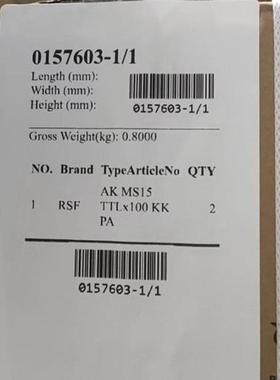 0157603-1/1
Length (mm):
Width (mm):
Height (mm):
0157603-1/1
Gross Weight(kg): 0.8000
NO. Brand TypeArticleNo QTY
1 RSF AK MS15 TTLx100 KK PA 2
0157603-1/1